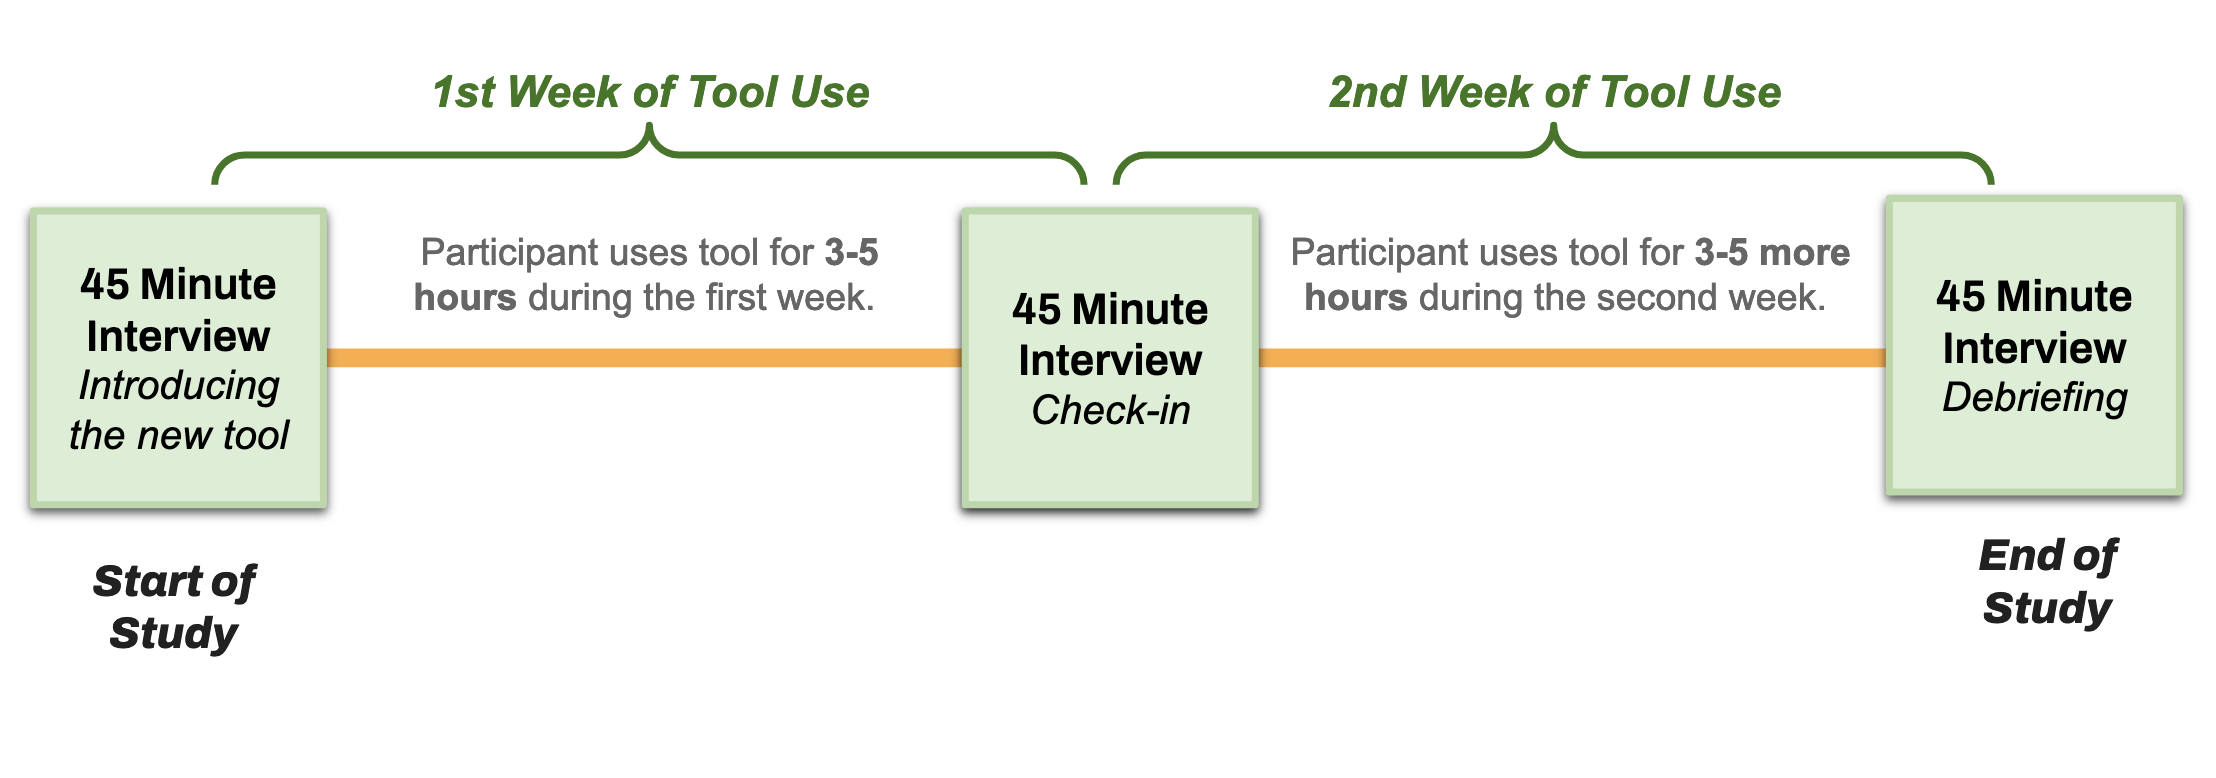 1st Week of Tool Use
2nd Week of Tool Use
45 Minute
Interview
Introducing
the new tool
Participant uses tool for 3-5
hours during the first week.
45 Minute
Interview
Check-in
Participant uses tool for 3-5 more
hours during the second week.
45 Minute
Interview
Debriefing
Start of
Study
End of
Study